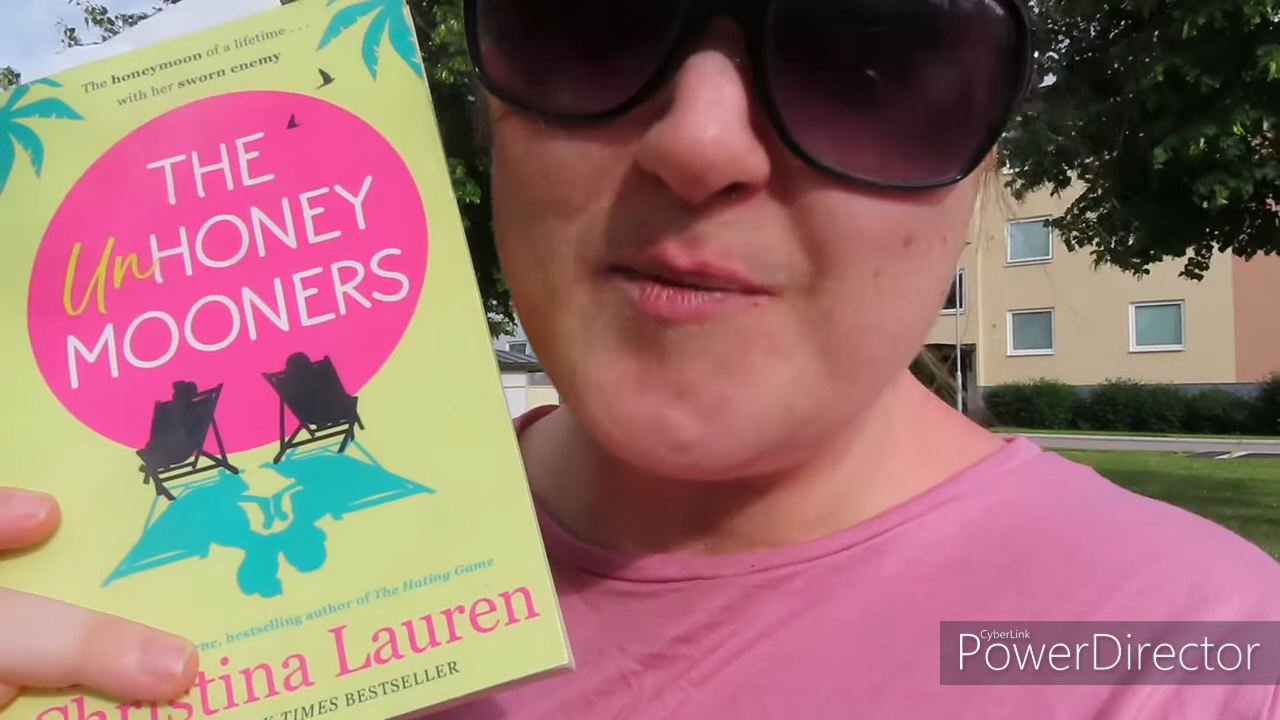 The honeymoon of a lifetime . . .
with her sworn enemy
THE
UnHONEY
MOONERS
bestselling author of The Hating Game
Christina Lauren
TIMES BESTSELLER
CyberLink
PowerDirector